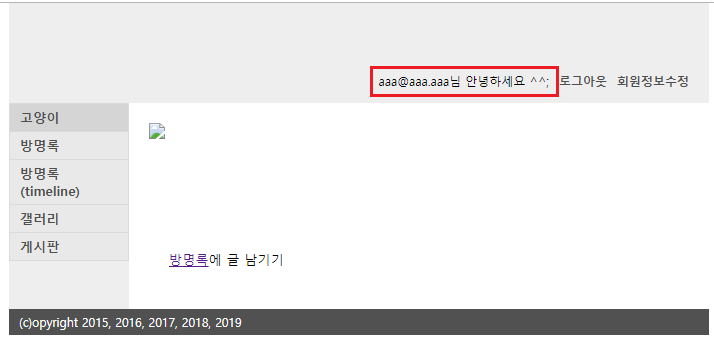 aaa@aaa.aaa님 안녕하세요 ^^; 로그아웃 회원정보수정
고양이
방명록
방명록
(timeline)
갤러리
게시판
방명록에 글 남기기
(c)opyright 2015, 2016, 2017, 2018, 2019